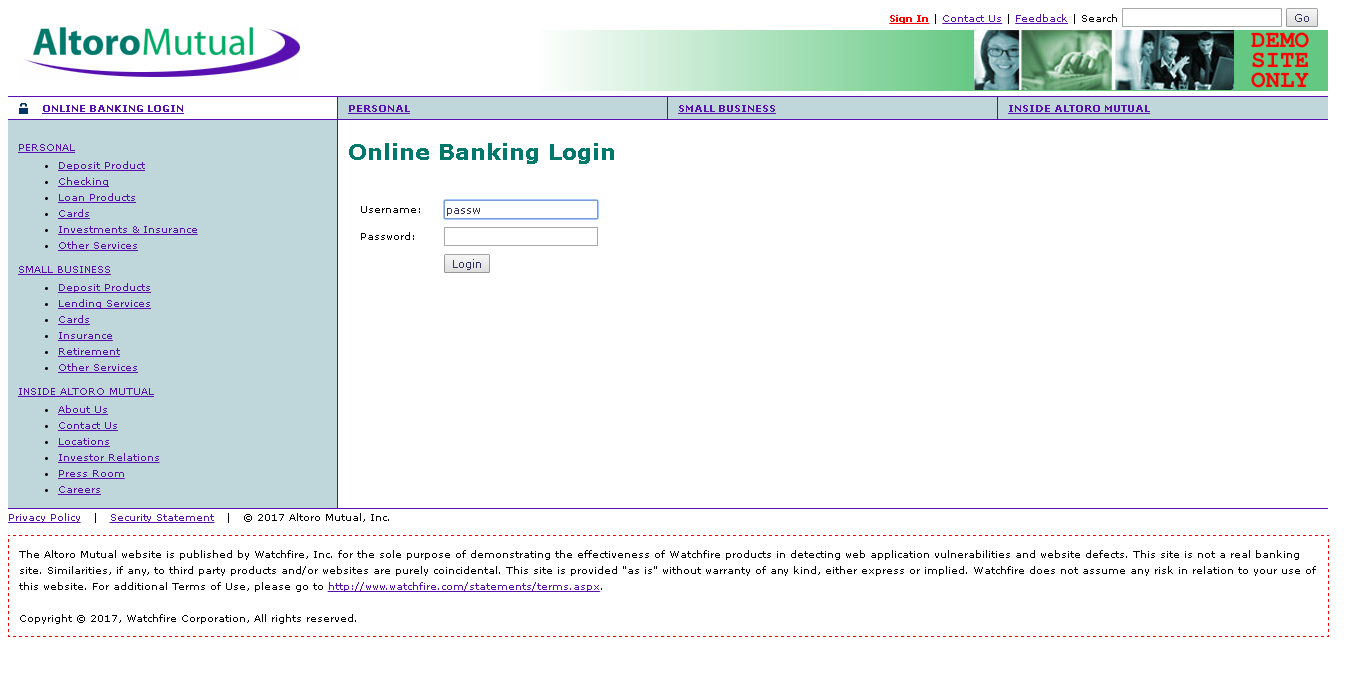 Sign In | Contact Us | Feedback | Search Go
AltoroMutual
DEMO
SITE
ONLY
ONLINE BANKING LOGIN
PERSONAL
SMALL BUSINESS
INSIDE ALTORO MUTUAL
PERSONAL
Deposit Product
Checking
Loan Products
Cards
Investments & Insurance
Other Services
SMALL BUSINESS
Deposit Products
Lending Services
Cards
Insurance
Retirement
Other Services
INSIDE ALTORO MUTUAL
About Us
Contact Us
Locations
Investor Relations
Press Room
Careers
Online Banking Login
Username: passw
Password:
Login
Privacy Policy | Security Statement | © 2017 Altoro Mutual, Inc.
The Altoro Mutual website is published by Watchfire, Inc. for the sole purpose of demonstrating the effectiveness of Watchfire products in detecting web application vulnerabilities and website defects. This site is not a real banking
site. Similarities, if any, to third party products and/or websites are purely coincidental. This site is provided "as is" without warranty of any kind, either express or implied. Watchfire does not assume any risk in relation to your use of
this website. For additional Terms of Use, please go to http://www.watchfire.com/statements/terms.aspx.
Copyright © 2017, Watchfire Corporation, All rights reserved.